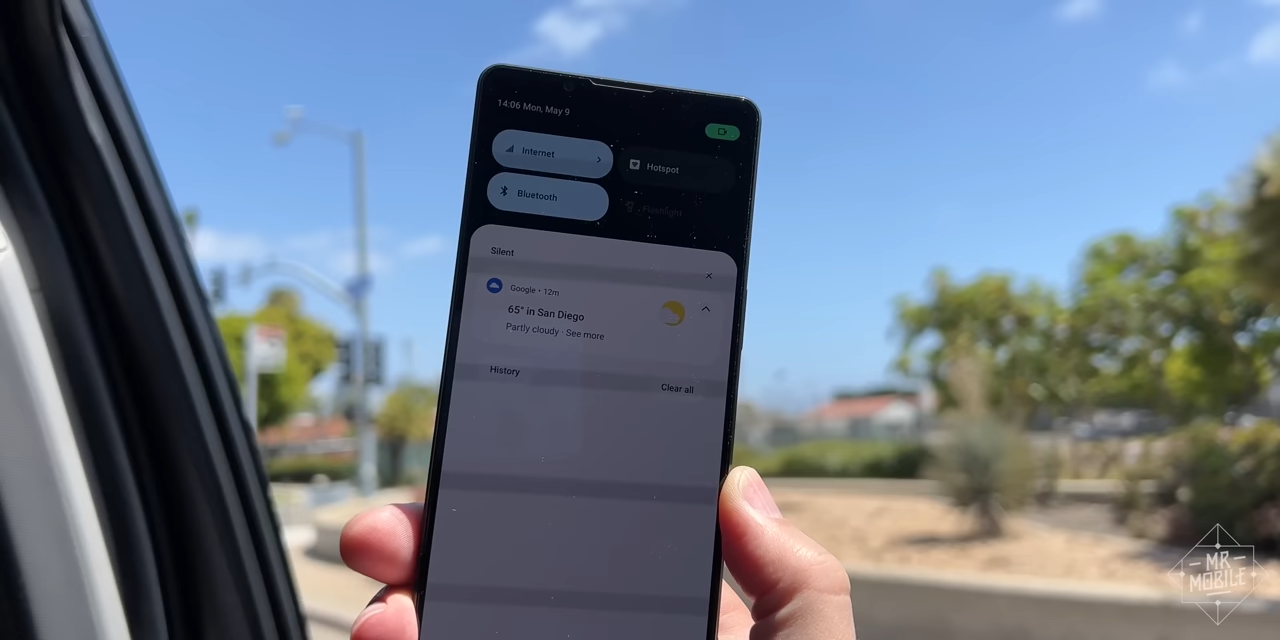 14:06 Mon, May 9
Internet
Hotspot
Bluetooth
Flashlight
Silent
Google • 12m
65° in San Diego
Partly cloudy · See more
History
Clear all
MR
MOBILE